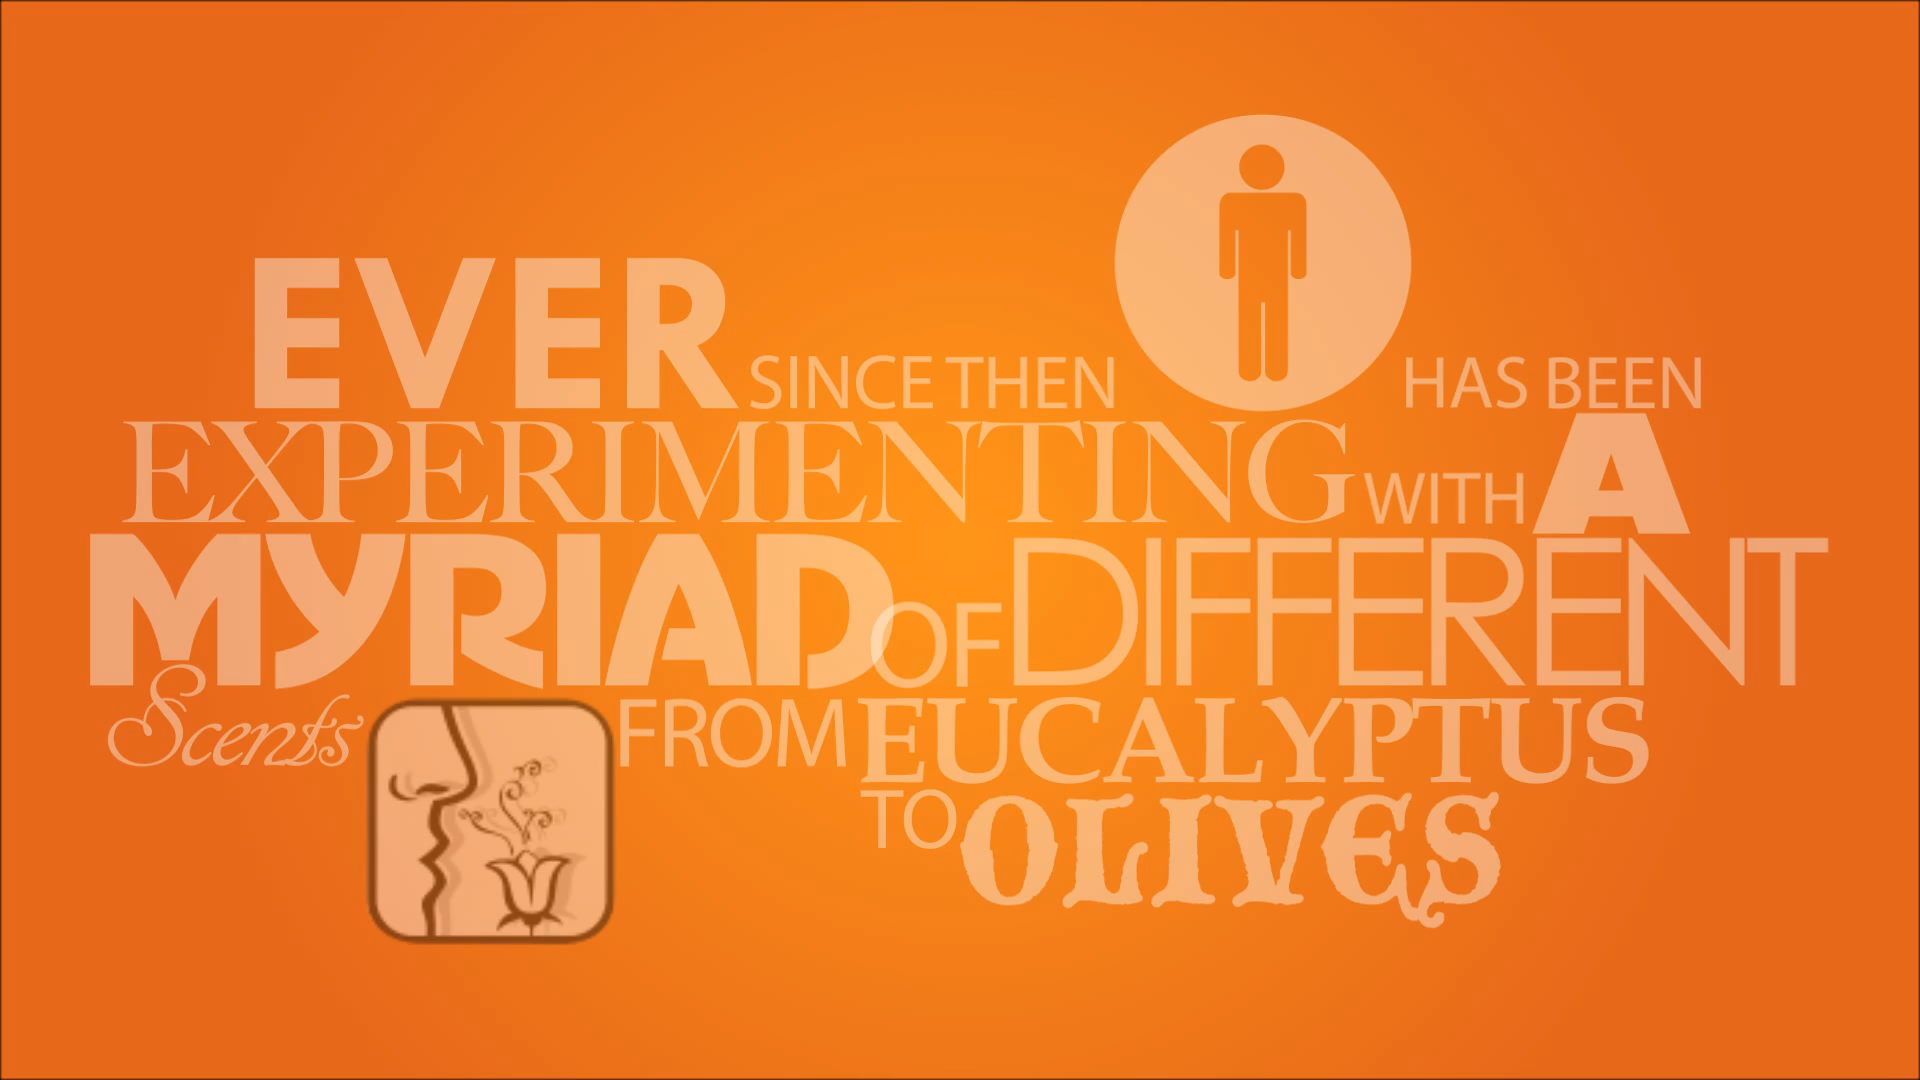 EVER SINCE THEN HAS BEEN
EXPERIMENTING WITH A
MYRIAD OF DIFFERENT
Scents FROM EUCALYPTUS
TO OLIVES